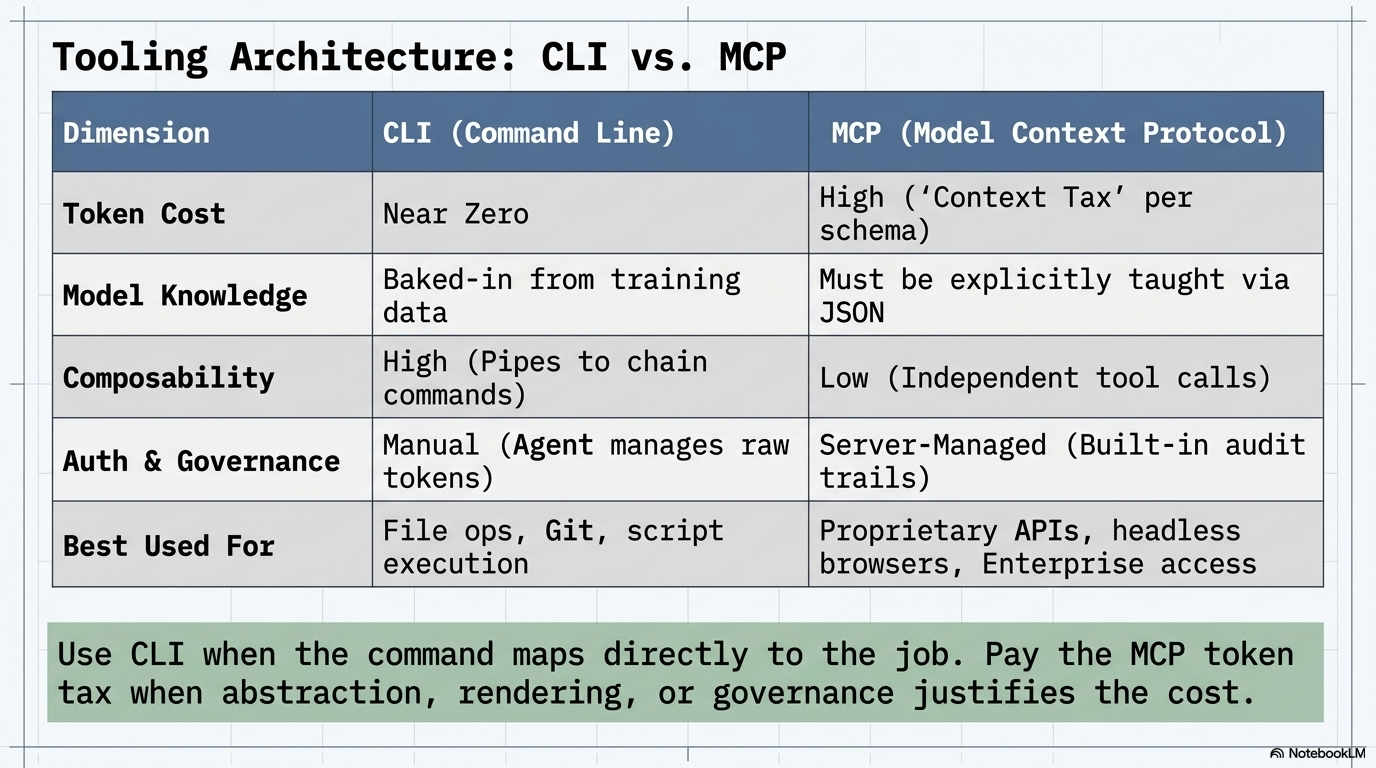 Tooling Architecture: CLI vs. MCP
Dimension
CLI (Command Line)
MCP (Model Context Protocol)
Token Cost
Near Zero
High (‘Context Tax’ per
schema)
Model Knowledge
Baked-in from training
data
Must be explicitly taught via
JSON
Composability
High (Pipes to chain
commands)
Low (Independent tool calls)
Auth & Governance
Manual (Agent manages raw
tokens)
Server-Managed (Built-in audit
trails)
Best Used For
File ops, Git, script
execution
Proprietary APIs, headless
browsers, Enterprise access
Use CLI when the command maps directly to the job. Pay the MCP token
tax when abstraction, rendering, or governance justifies the cost.
NotebookLM